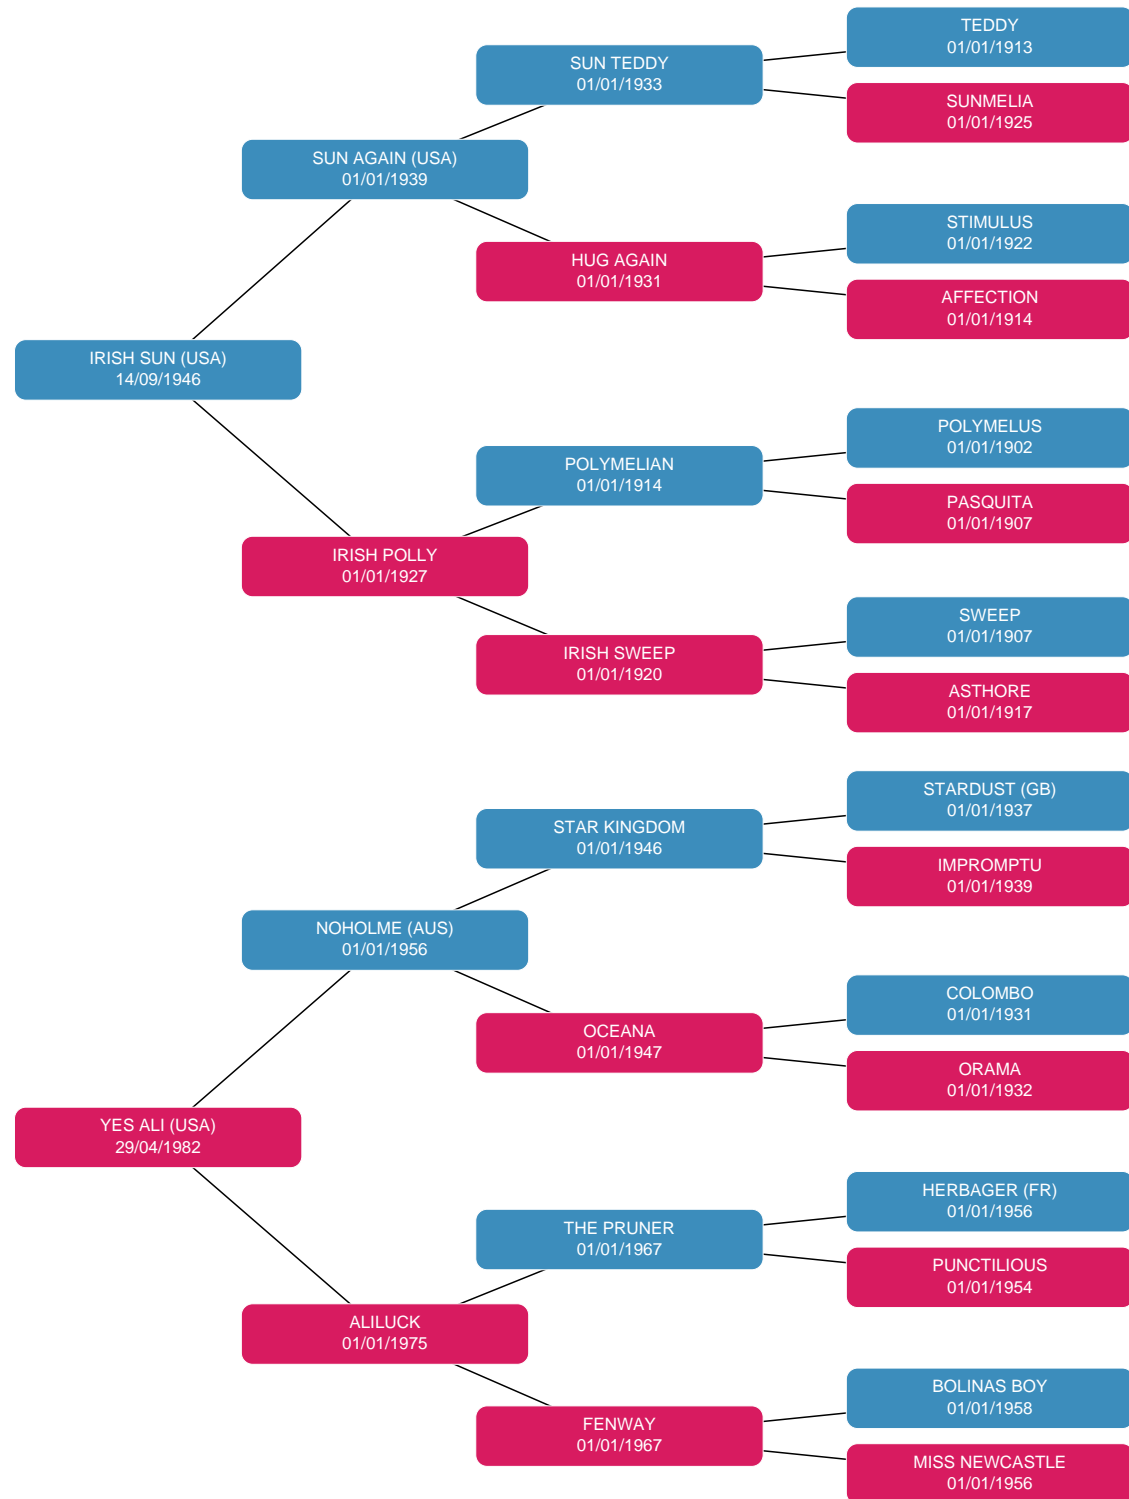 TEDDY
01/01/1913
SUN TEDDY
01/01/1933
SUNMELIA
01/01/1925
SUN AGAIN (USA)
01/01/1939
STIMULUS
01/01/1922
HUG AGAIN
01/01/1931
AFFECTION
01/01/1914
IRISH SUN (USA)
14/09/1946
POLYMELUS
01/01/1902
POLYMELIAN
01/01/1914
PASQUITA
01/01/1907
IRISH POLLY
01/01/1927
SWEEP
01/01/1907
IRISH SWEEP
01/01/1920
ASTHORE
01/01/1917
STARDUST (GB)
01/01/1937
STAR KINGDOM
01/01/1946
IMPROMPTU
01/01/1939
NOHOLME (AUS)
01/01/1956
COLOMBO
01/01/1931
OCEANA
01/01/1947
ORAMA
01/01/1932
YES ALI (USA)
29/04/1982
HERBAGER (FR)
01/01/1956
THE PRUNER
01/01/1967
PUNCTILIOUS
01/01/1954
ALILUCK
01/01/1975
BOLINAS BOY
01/01/1958
FENWAY
01/01/1967
MISS NEWCASTLE
01/01/1956